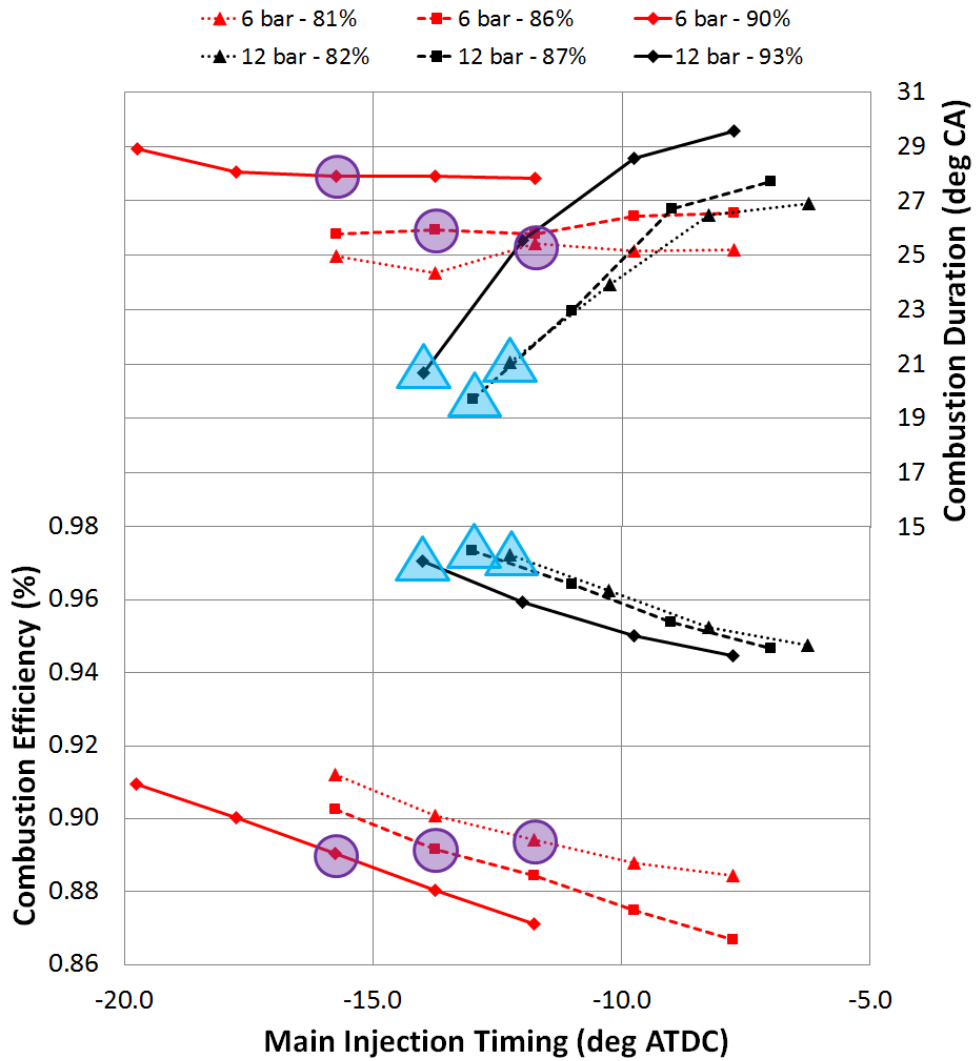 6 bar - 81% 6 bar - 86% 6 bar - 90%
12 bar - 82% 12 bar - 87% 12 bar - 93%
31
29
27
25
23
21
19
17
15
Combustion Duration (deg CA)
0.98
0.96
0.94
0.92
0.90
0.88
0.86
Combustion Efficiency (%)
-20.0 -15.0 -10.0 -5.0
Main Injection Timing (deg ATDC)